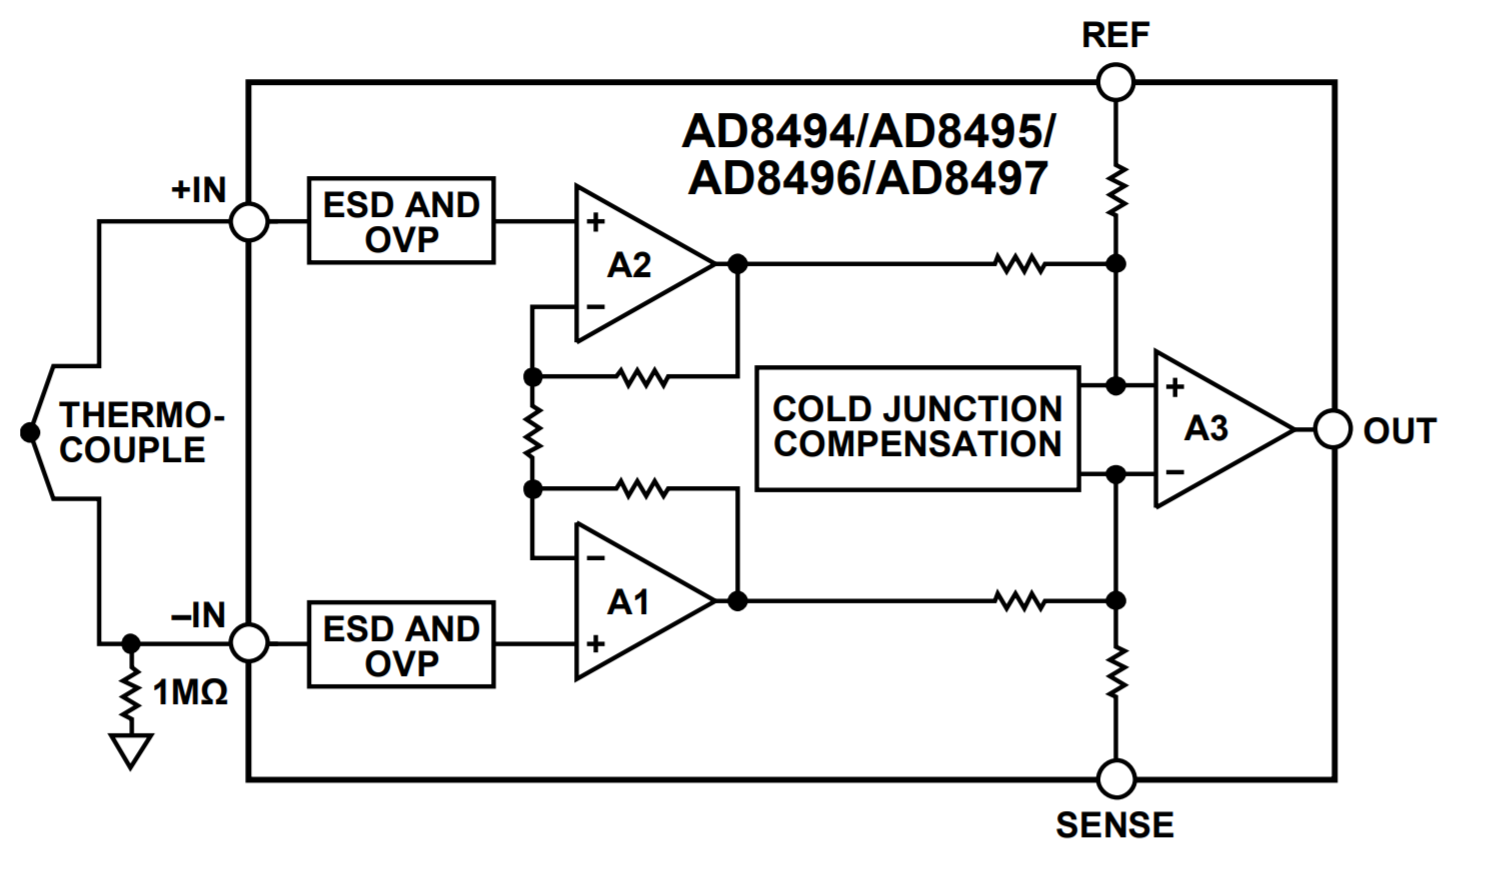 REF
AD8494/AD8495/
AD8496/AD8497
+IN
ESD AND
OVP
+
A2
−
THERMO-
COUPLE
COLD JUNCTION
COMPENSATION
+
A3
−
OUT
−IN
ESD AND
OVP
−
A1
+
1MΩ
SENSE